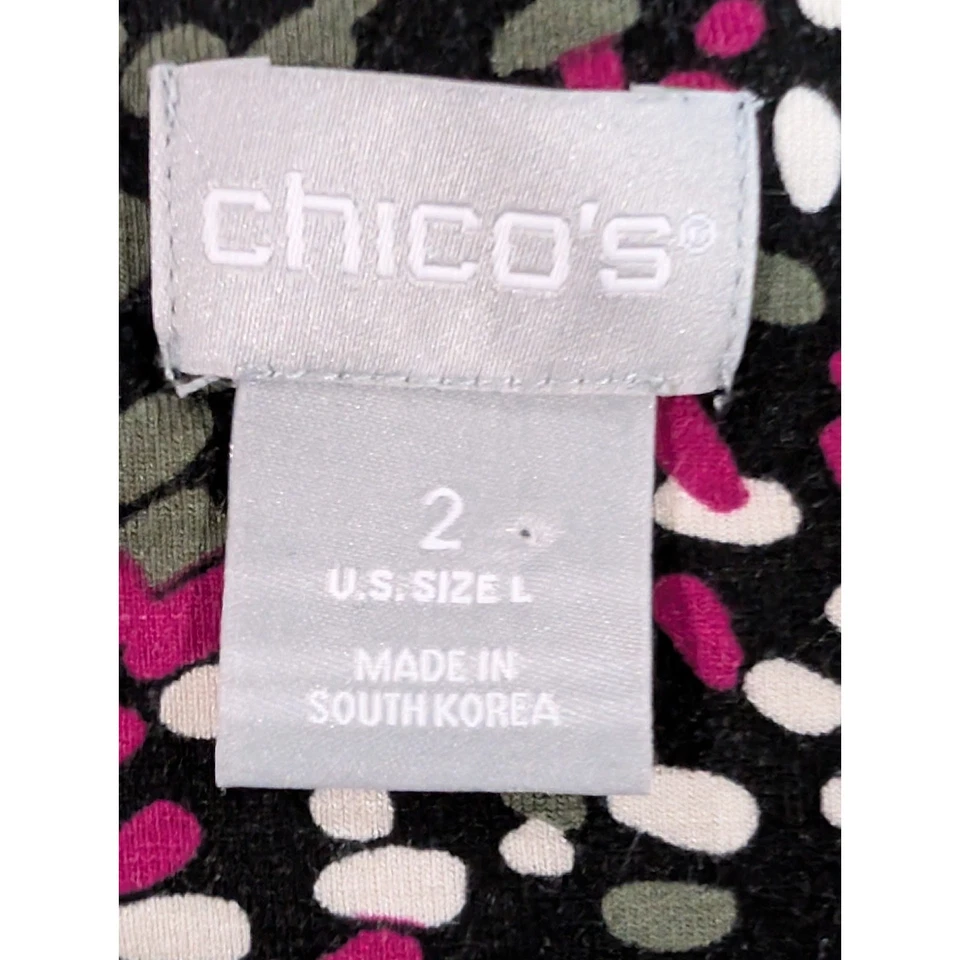 chico's®
2
U.S. SIZE L
MADE IN
SOUTH KOREA